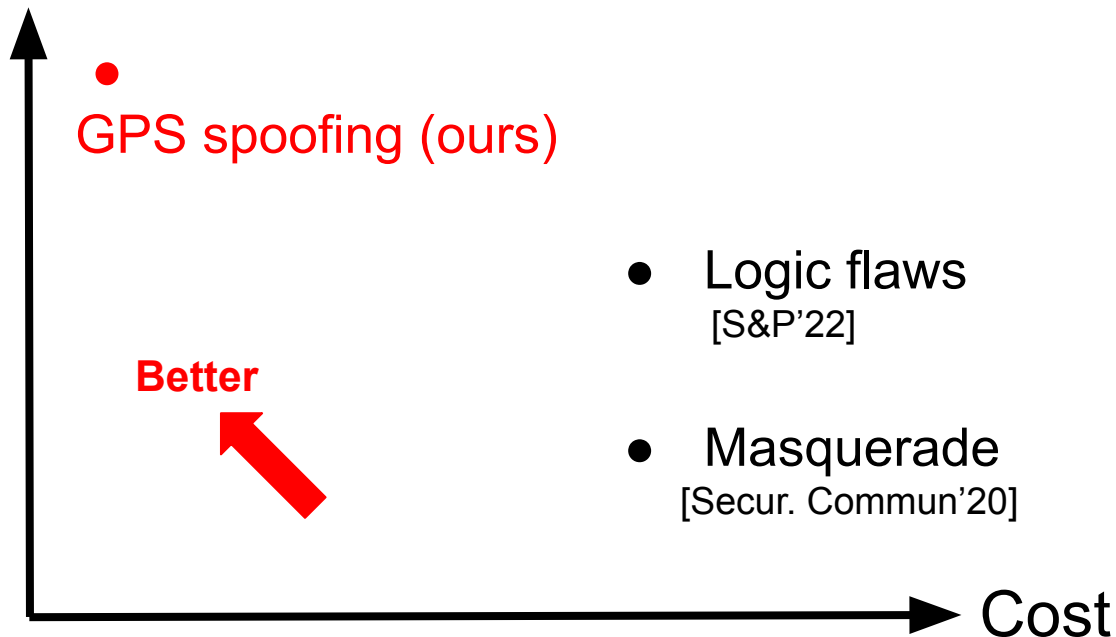 GPS spoofing (ours)
Logic flaws
[S&P’22]
Better
Masquerade
[Secur. Commun’20]
Cost